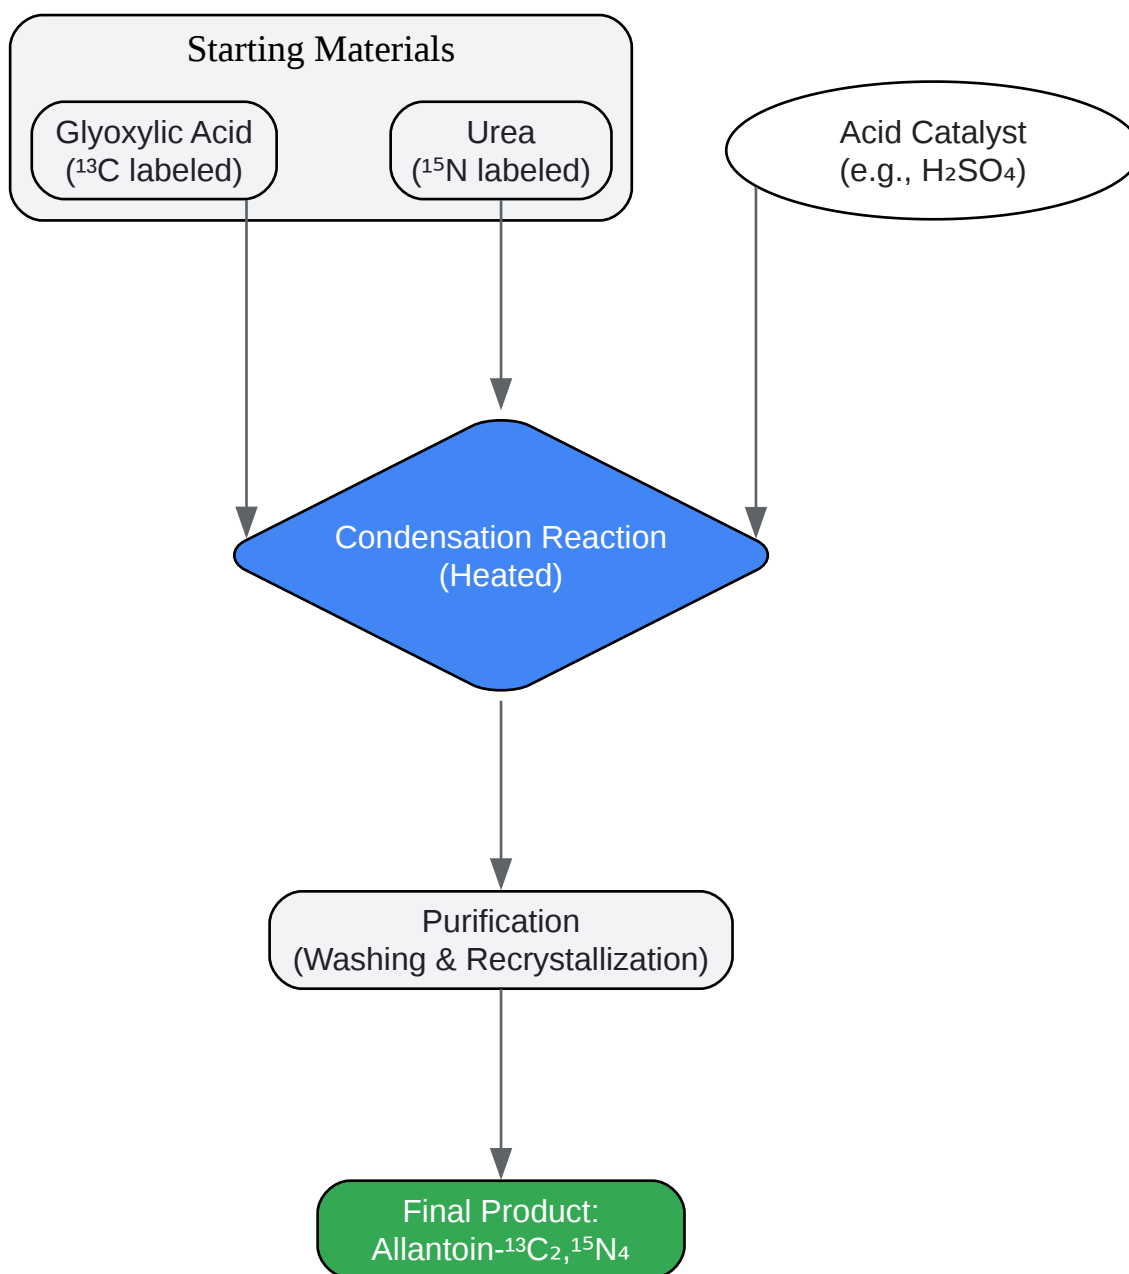 Starting Materials
Glyoxylic Acid
(¹³C labeled)
Urea
(¹⁵N labeled)
Acid Catalyst
(e.g., H₂SO₄)
Condensation Reaction
(Heated)
Purification
(Washing & Recrystallization)
Final Product:
Allantoin-¹³C₂,¹⁵N₄